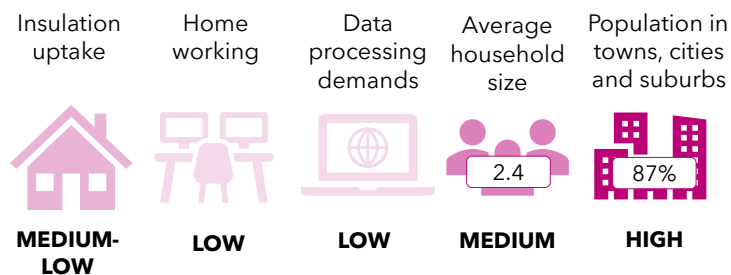 Insulation
uptake
Home
working
Data
processing
demands
Average
household
size
Population in
towns, cities
and suburbs
2.4
87%
MEDIUM-
LOW
LOW
LOW
MEDIUM
HIGH